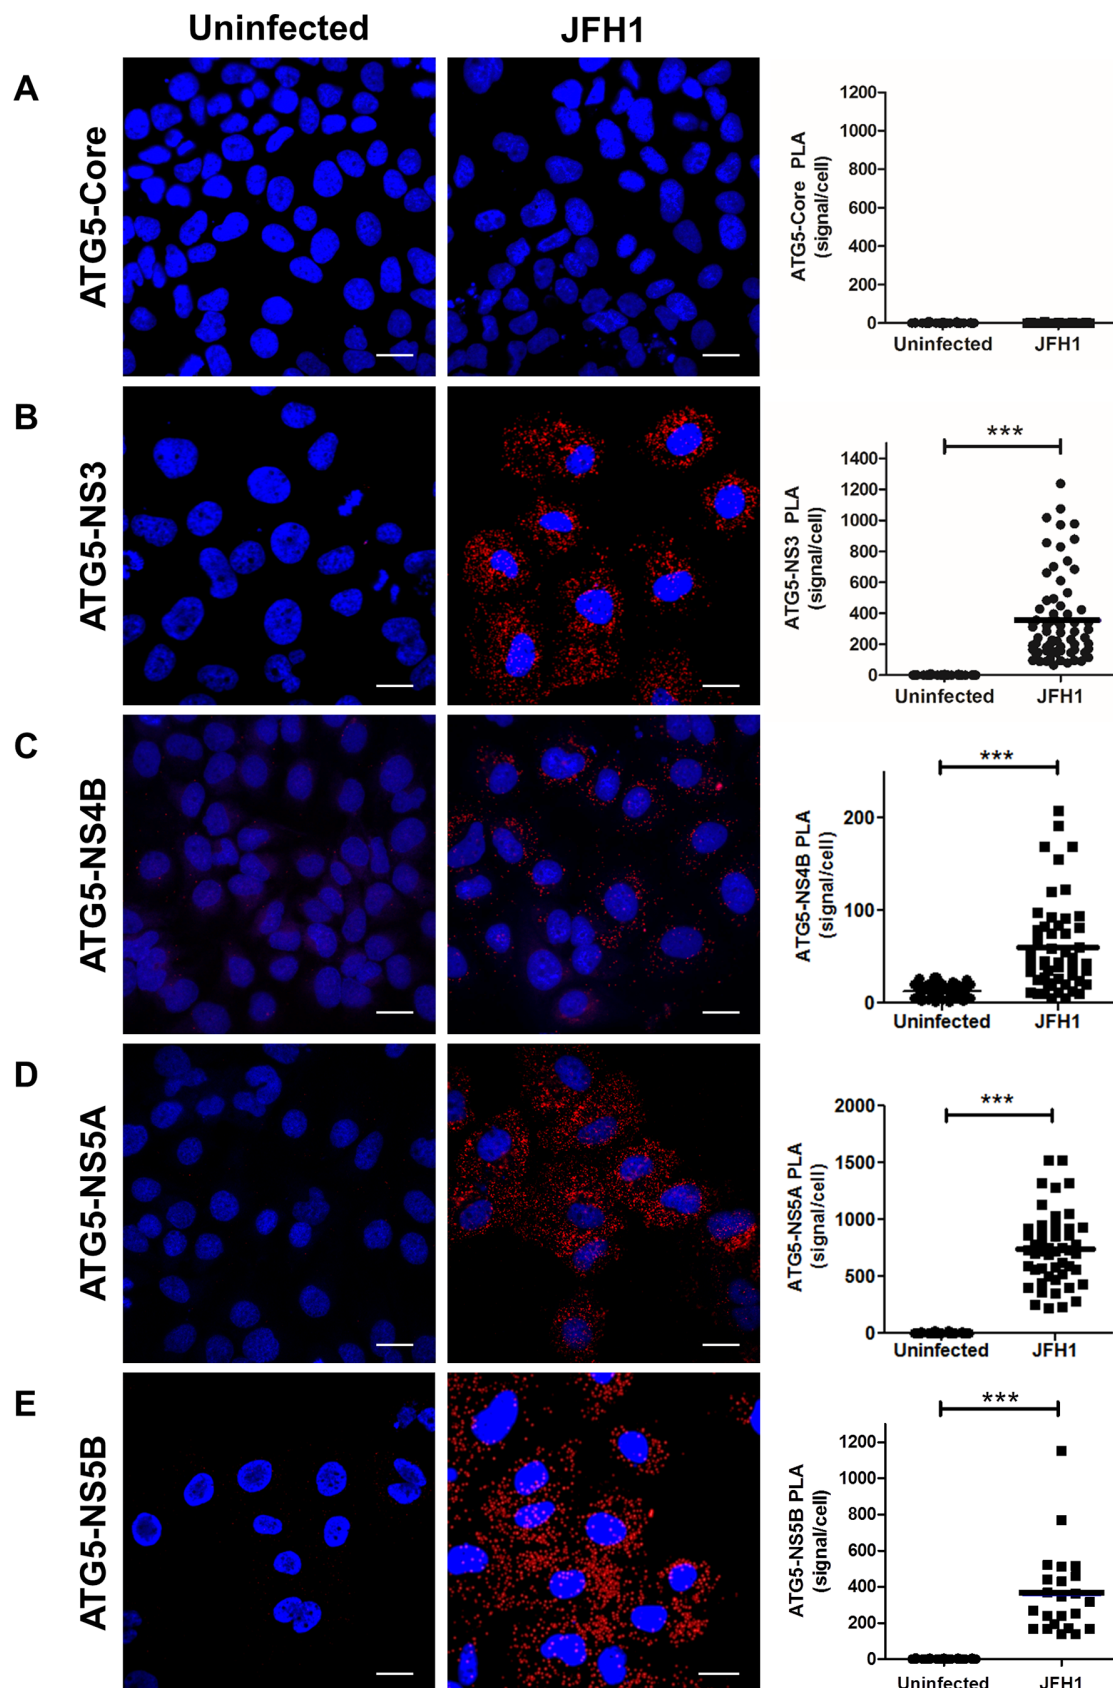 Uninfected JFH1
A
ATG5-Core
1200
1000
800
600
400
200
0
ATG5-Core PLA
(signal/cell)
Uninfected JFH1
B
ATG5-NS3
***
1400
1200
1000
800
600
400
200
0
ATG5-NS3 PLA
(signal/cell)
Uninfected JFH1
C
ATG5-NS4B
***
200
100
0
ATG5-NS4B PLA
(signal/cell)
Uninfected JFH1
D
ATG5-NS5A
***
2000
1500
1000
500
0
ATG5-NS5A PLA
(signal/cell)
Uninfected JFH1
E
ATG5-NS5B
***
1200
1000
800
600
400
200
0
ATG5-NS5B PLA
(signal/cell)
Uninfected JFH1